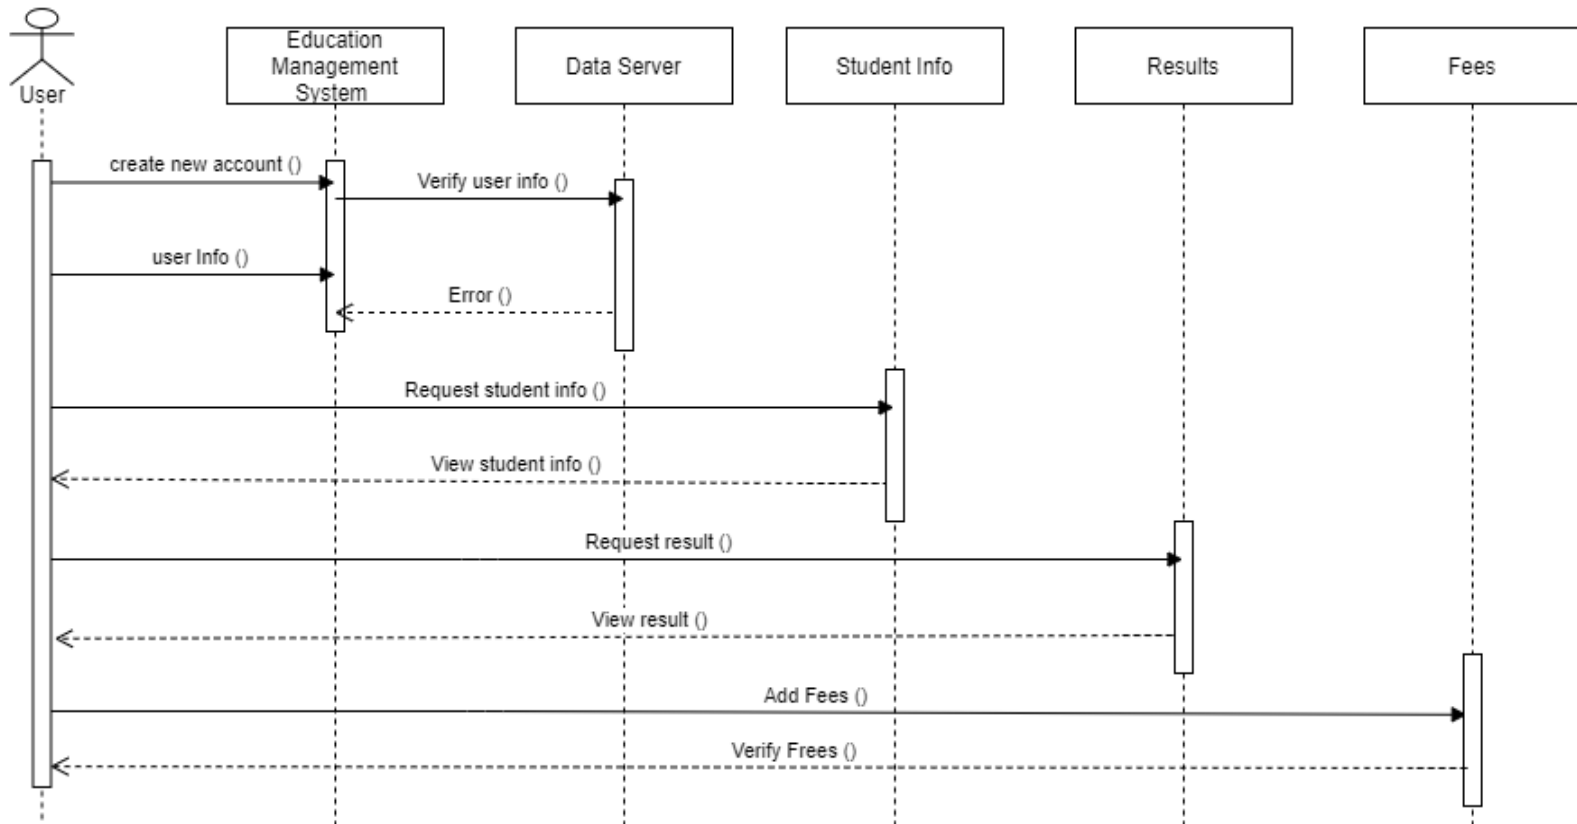 User
Education
Management
System
Data Server
Student Info
Results
Fees
create new account ()
Verify user info ()
user Info ()
Error ()
Request student info ()
View student info ()
Request result ()
View result ()
Add Fees ()
Verify Frees ()